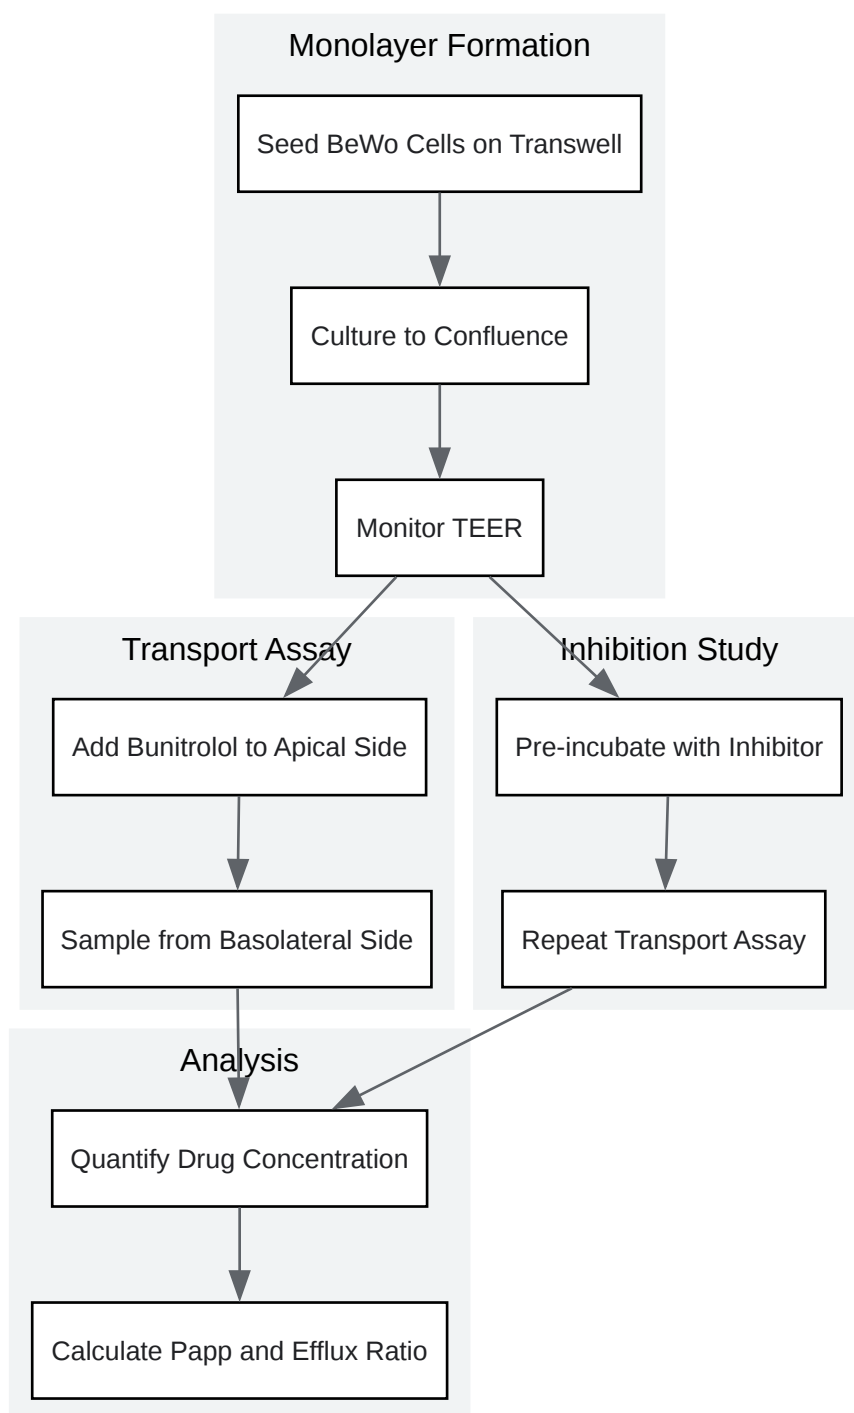 Monolayer Formation
Seed BeWo Cells on Transwell
Culture to Confluence
Monitor TEER
Transport Assay
Add Bunitrolol to Apical Side
Sample from Basolateral Side
Inhibition Study
Pre-incubate with Inhibitor
Repeat Transport Assay
Analysis
Quantify Drug Concentration
Calculate Papp and Efflux Ratio